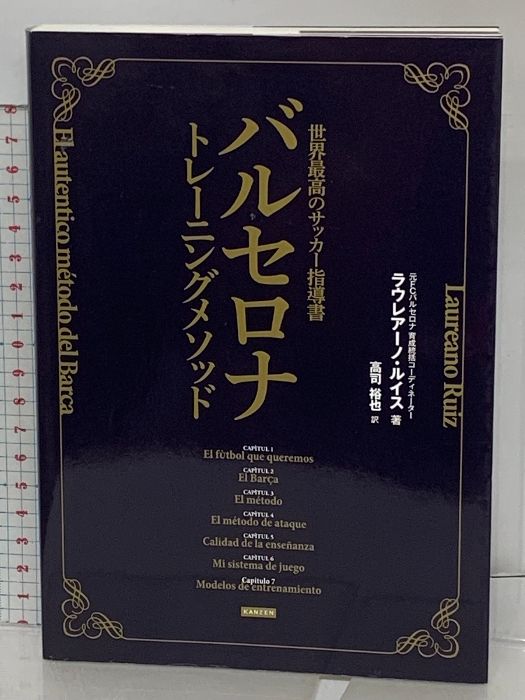 世界最高のサッカー指導書
バルセロナ
トレーニングメソッド
元FCバルセロナ 育成統括コーディネーター
ラウレアーノ・ルイス 著
高司 裕也 訳
Laureano Ruiz
El autentico método del Barça
CAPÍTUL 1
El fùtbol que queremos
CAPÍTUL 2
El Barça
CAPÍTUL 3
El método
CAPÍTUL 4
El método de ataque
CAPÍTUL 5
Calidad de la enseñanza
CAPÍTUL 6
Mi sistema de juego
Capítulo 7
Modelos de entrenamiento
KANZEN